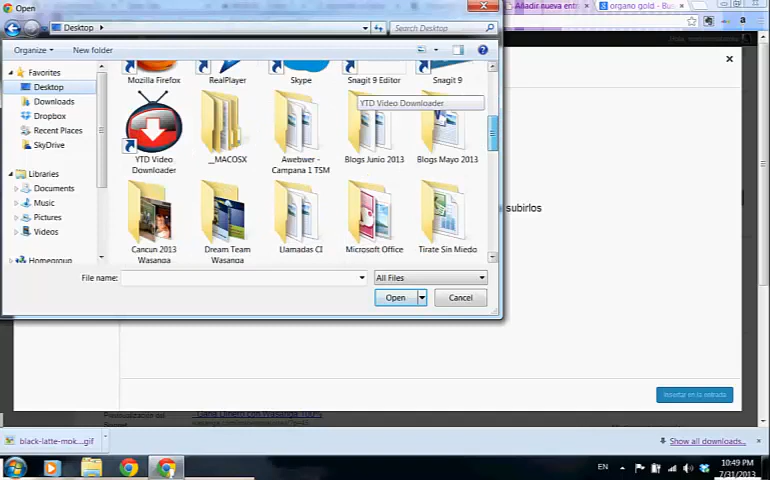 Open
Añadir nueva entr
organo gold - Bus
Desktop
Search Desktop
Organize
New folder
Favorites
Desktop
Downloads
Dropbox
Recent Places
SkyDrive
Libraries
Documents
Music
Pictures
Videos
Homegroup
Mozilla Firefox
RealPlayer
Skype
Snagit 9 Editor
Snagit 9
YTD Video Downloader
YTD Video
Downloader
__MACOSX
Awebwer -
Campana 1 TSM
Blogs Junio 2013
Blogs Mayo 2013
Cancun 2013
Wasanga
Dream Team
Wasanga
Llamadas CI
Microsoft Office
Tirate Sin Miedo
subirlos
File name:
All Files
Open
Cancel
Insertar en la entrada
black-latte-mok....gif
Show all downloads...
EN
10:49 PM
7/31/2013